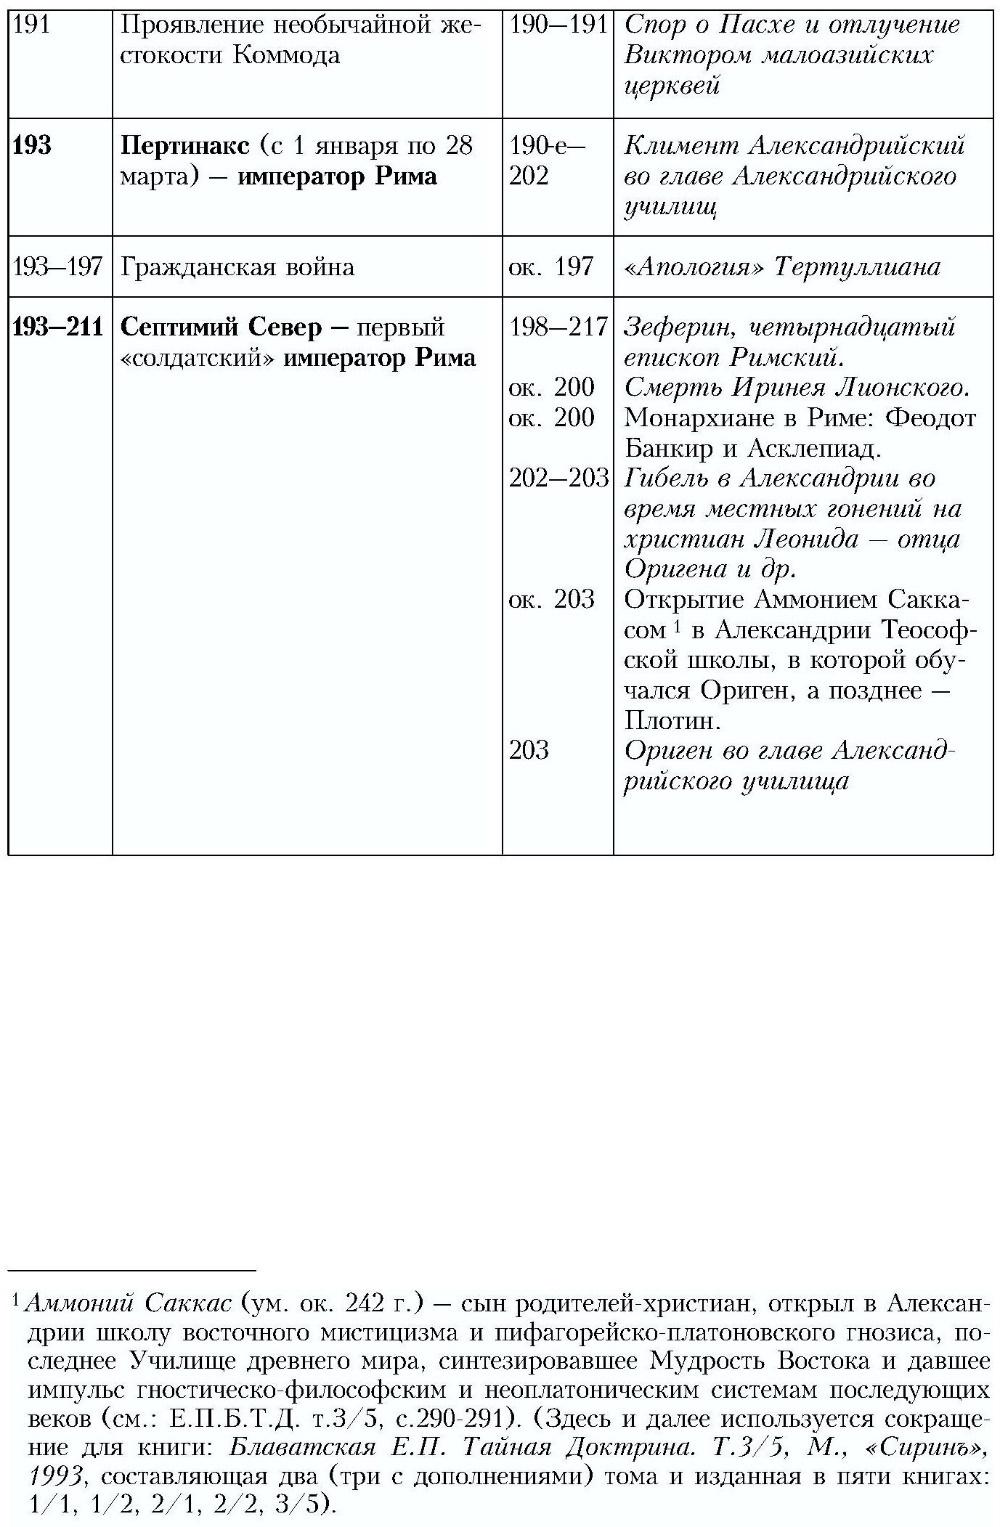 191
Проявление необычайной же-
стокости Коммода
190—191
Спор о Пасхе и отлучение
Виктором малоазийских
церквей
193
Пертинакс (с 1 января по 28
марта) — император Рима
190-е—
202
Климент Александрийский
во главе Александрийского
училищ
193—197
Гражданская война
ок. 197
«Апология» Тертуллиана
193—211
Септимий Север — первый
«солдатский» император Рима
198—217
Зеферин, четырнадцатый
епископ Римский.
ок. 200
Смерть Иринея Лионского.
ок. 200
Монархиане в Риме: Феодот
Банкир и Асклепиад.
202—203
Гибель в Александрии во
время местных гонений на
христиан Леонида — отца
Оригена и др.
ок. 203
Открытие Аммонием Сакка-
сом 1 в Александрии Теософ-
ской школы, в которой обу-
чался Ориген, а позднее —
Плотин.
203
Ориген во главе Александ-
рийского училища
1 Аммоний Саккас (ум. ок. 242 г.) — сын родителей-христиан, открыл в Алексан-
дрии школу восточного мистицизма и пифагорейско-платоновского гнозиса, по-
следнее Училище древнего мира, синтезировавшее Мудрость Востока и давшее
импульс гностическо-философским и неоплатоническим системам последующих
веков (см.: Е.П.Б.Т.Д. т.3/5, с.290-291). (Здесь и далее используется сокраще-
ние для книги: Блаватская Е.П. Тайная Доктрина. Т.3/5, М., «Сиринъ»,
1993, составляющая два (три с дополнениями) тома и изданная в пяти книгах:
1/1, 1/2, 2/1, 2/2, 3/5).